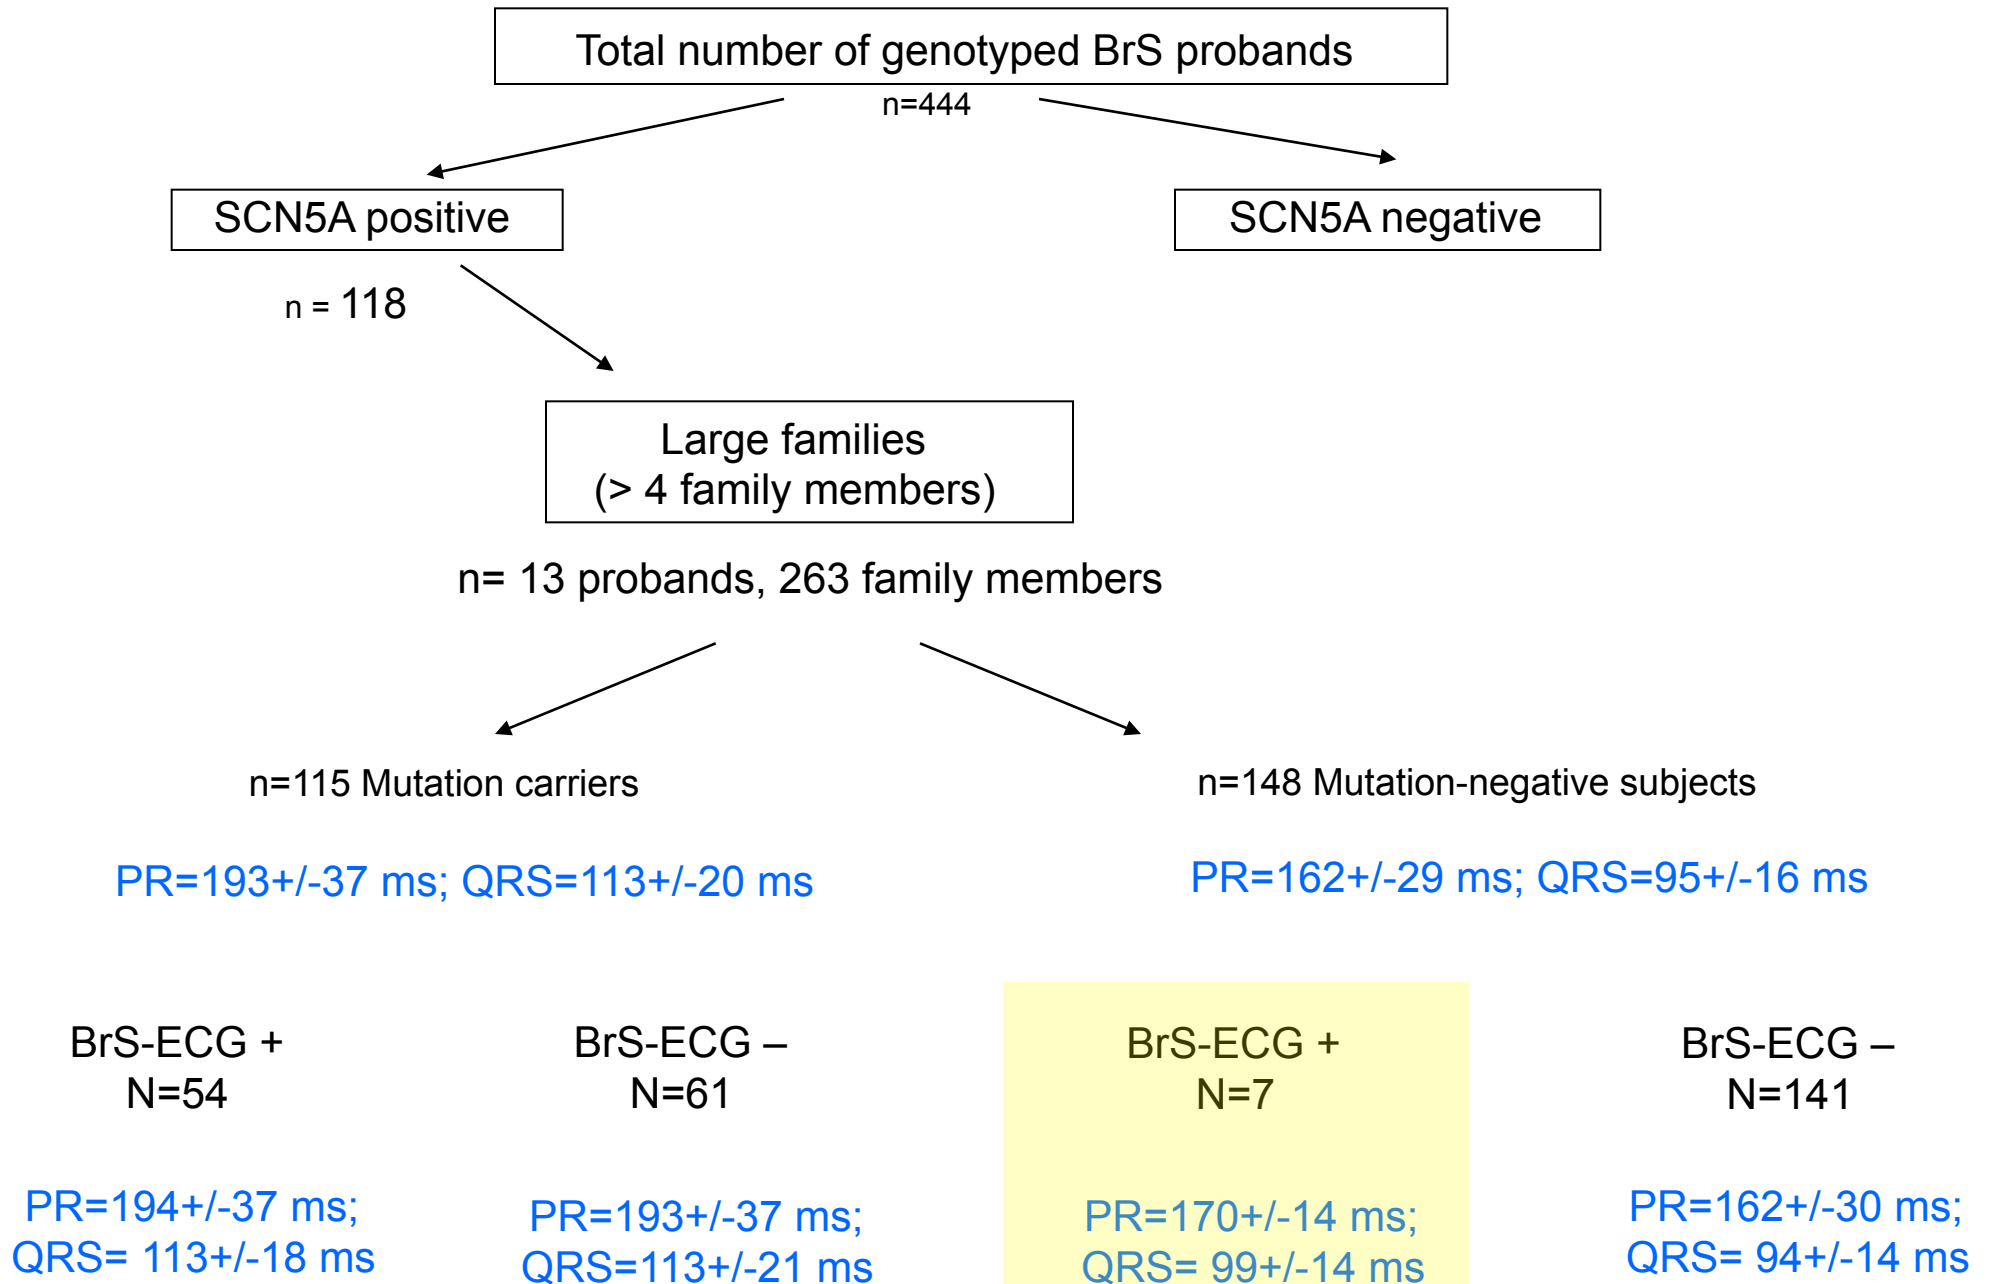 Total number of genotyped BrS probands
n=444
SCN5A positive
SCN5A negative
n = 118
Large families
(> 4 family members)
n= 13 probands, 263 family members
n=115 Mutation carriers
n=148 Mutation-negative subjects
PR=193+/-37 ms; QRS=113+/-20 ms
PR=162+/-29 ms; QRS=95+/-16 ms
BrS-ECG +
N=54
BrS-ECG –
N=61
BrS-ECG +
N=7
BrS-ECG –
N=141
PR=194+/-37 ms;
QRS= 113+/-18 ms
PR=193+/-37 ms;
QRS=113+/-21 ms
PR=170+/-14 ms;
QRS= 99+/-14 ms
PR=162+/-30 ms;
QRS= 94+/-14 ms